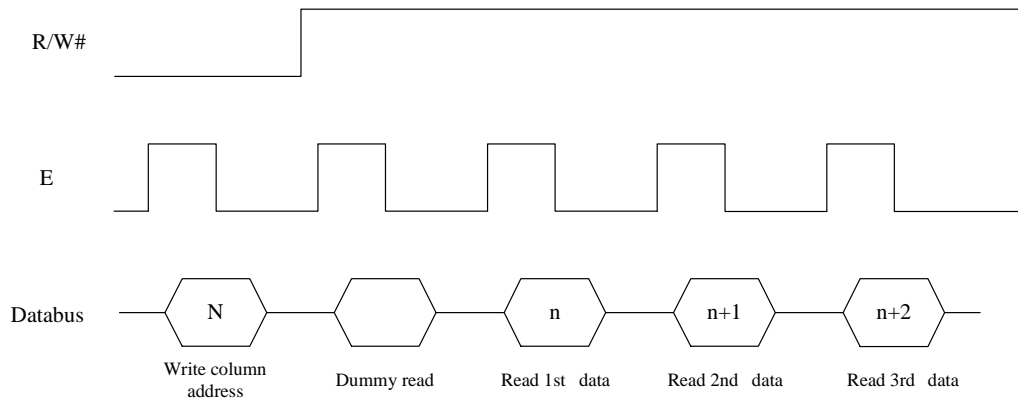 R/W#
E
Databus
N
n
n+1
n+2
Write column
address
Dummy read
Read 1st data
Read 2nd data
Read 3rd data